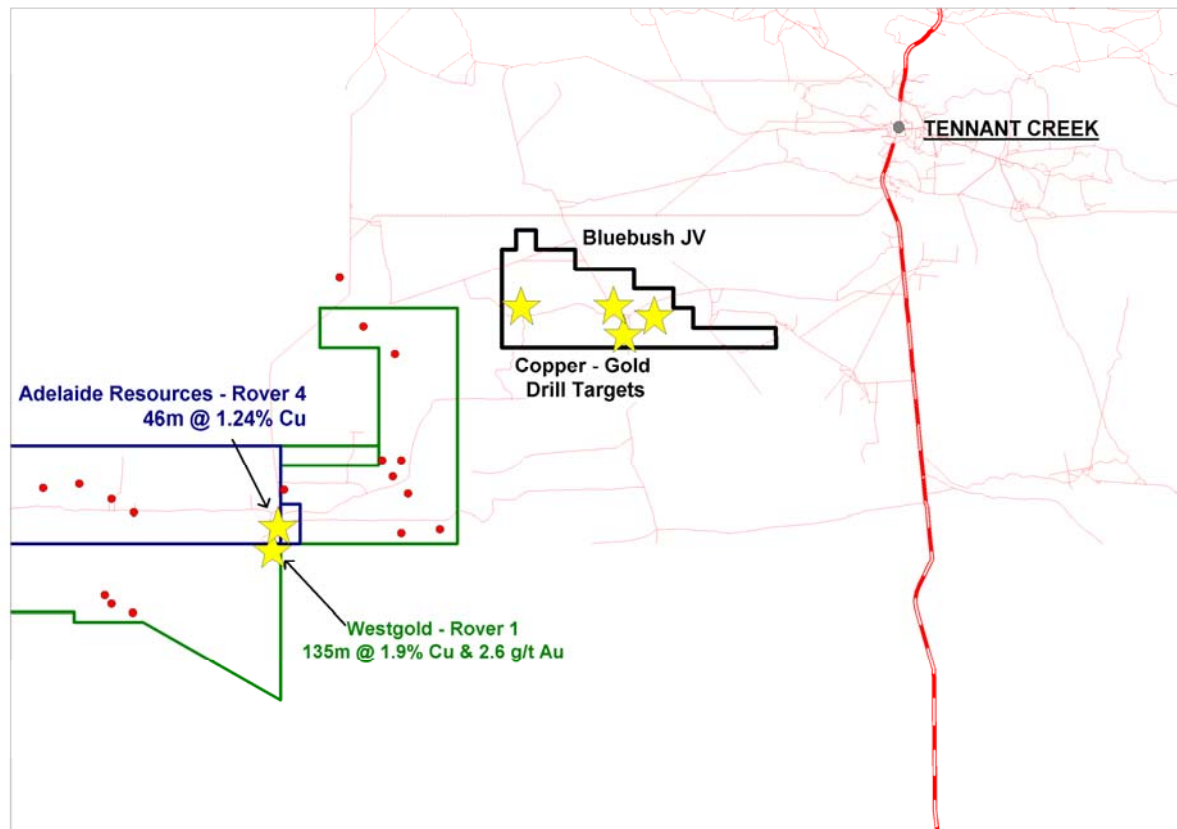 TENNANT CREEK
Bluebush JV
Copper - Gold
Drill Targets
Adelaide Resources - Rover 4
46m @ 1.24% Cu
Westgold - Rover 1
135m @ 1.9% Cu & 2.6 g/t Au